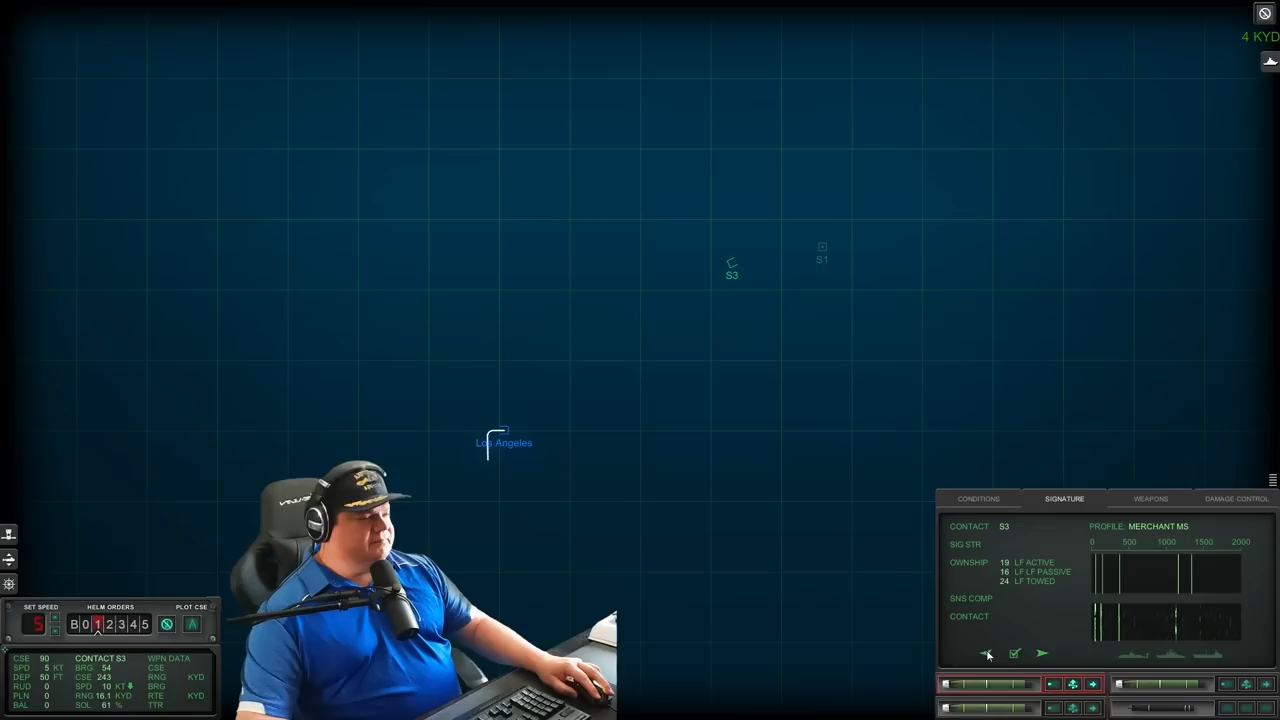 4 KYD
S1
S3
Los Angeles
CONDITIONS SIGNATURE WEAPONS DAMAGE CONTROL
CONTACT S3 PROFILE: MERCHANT MS
SIG STR 0 500 1000 1500 2000
OWNSHIP 19 LF ACTIVE
16 LF LF PASSIVE
24 LF TOWED
SNS COMP
CONTACT
SET SPEED HELM ORDERS PLOT CSE
5 B 0 1 2 3 4 5 A
CSE 90 CONTACT S3 WPN DATA
SPD 5 KT BRG 54 CSE
DEP 50 FT CSE 243 RNG KYD
RUD 0 SPD 10 KT BRG
PLN 0 RNG 16.1 KYD RTE KYD
BAL 0 SOL 61 % TTR